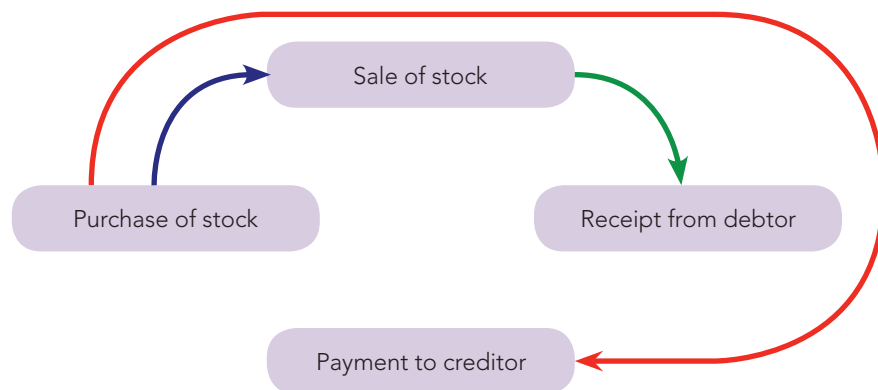 Sale of stock
Purchase of stock
Receipt from debtor
Payment to creditor